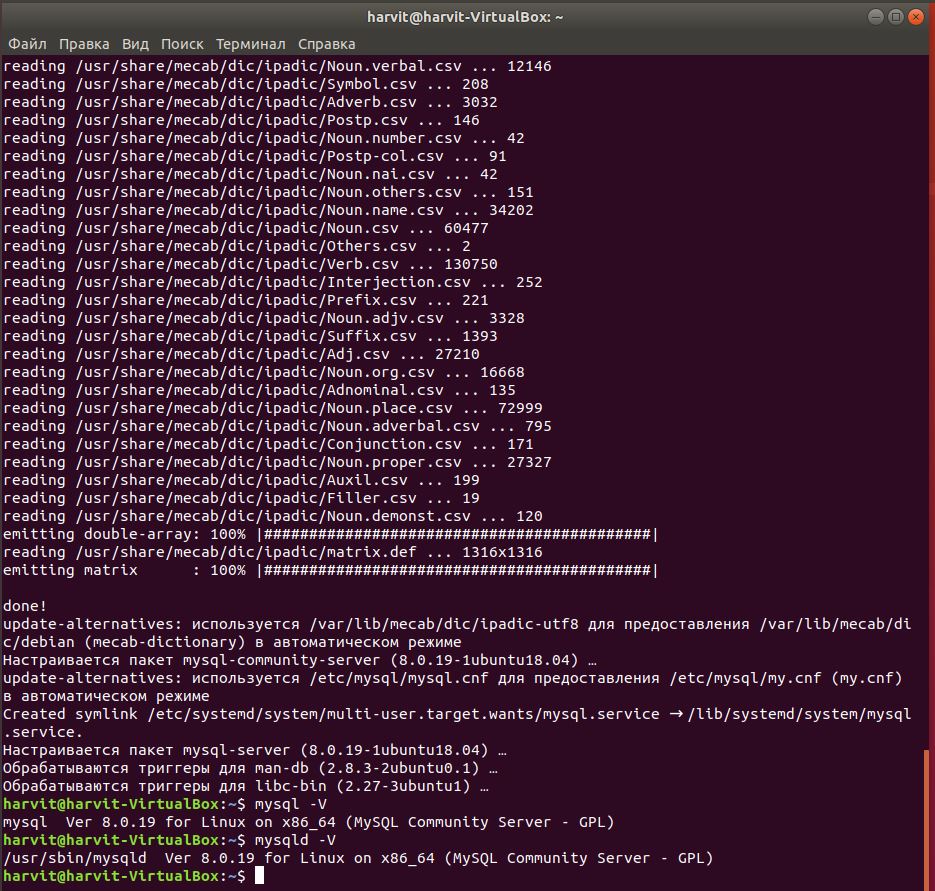 harvit@harvit-VirtualBox: ~
Файл Правка Вид Поиск Терминал Справка
reading /usr/share/mecab/dic/ipadic/Noun.verbal.csv ... 12146
reading /usr/share/mecab/dic/ipadic/Symbol.csv ... 208
reading /usr/share/mecab/dic/ipadic/Adverb.csv ... 3032
reading /usr/share/mecab/dic/ipadic/Postp.csv ... 146
reading /usr/share/mecab/dic/ipadic/Noun.number.csv ... 42
reading /usr/share/mecab/dic/ipadic/Postp-col.csv ... 91
reading /usr/share/mecab/dic/ipadic/Noun.nai.csv ... 42
reading /usr/share/mecab/dic/ipadic/Noun.others.csv ... 151
reading /usr/share/mecab/dic/ipadic/Noun.name.csv ... 34202
reading /usr/share/mecab/dic/ipadic/Noun.csv ... 60477
reading /usr/share/mecab/dic/ipadic/Others.csv ... 2
reading /usr/share/mecab/dic/ipadic/Verb.csv ... 130750
reading /usr/share/mecab/dic/ipadic/Interjection.csv ... 252
reading /usr/share/mecab/dic/ipadic/Prefix.csv ... 221
reading /usr/share/mecab/dic/ipadic/Noun.adjv.csv ... 3328
reading /usr/share/mecab/dic/ipadic/Suffix.csv ... 1393
reading /usr/share/mecab/dic/ipadic/Adj.csv ... 27210
reading /usr/share/mecab/dic/ipadic/Noun.org.csv ... 16668
reading /usr/share/mecab/dic/ipadic/Adnominal.csv ... 135
reading /usr/share/mecab/dic/ipadic/Noun.place.csv ... 72999
reading /usr/share/mecab/dic/ipadic/Noun.adverbal.csv ... 795
reading /usr/share/mecab/dic/ipadic/Conjunction.csv ... 171
reading /usr/share/mecab/dic/ipadic/Noun.proper.csv ... 27327
reading /usr/share/mecab/dic/ipadic/Auxil.csv ... 199
reading /usr/share/mecab/dic/ipadic/Filler.csv ... 19
reading /usr/share/mecab/dic/ipadic/Noun.demonst.csv ... 120
emitting double-array: 100% |###########################################|
reading /usr/share/mecab/dic/ipadic/matrix.def ... 1316x1316
emitting matrix      : 100% |###########################################|
done!
update-alternatives: используется /var/lib/mecab/dic/ipadic-utf8 для предоставления /var/lib/mecab/di
c/debian (mecab-dictionary) в автоматическом режиме
Настраивается пакет mysql-community-server (8.0.19-1ubuntu18.04) …
update-alternatives: используется /etc/mysql/mysql.cnf для предоставления /etc/mysql/my.cnf (my.cnf)
в автоматическом режиме
Created symlink /etc/systemd/system/multi-user.target.wants/mysql.service → /lib/systemd/system/mysql
.service.
Настраивается пакет mysql-server (8.0.19-1ubuntu18.04) …
Обрабатываются триггеры для man-db (2.8.3-2ubuntu0.1) …
Обрабатываются триггеры для libc-bin (2.27-3ubuntu1) …
harvit@harvit-VirtualBox:~$ mysql -V
mysql  Ver 8.0.19 for Linux on x86_64 (MySQL Community Server - GPL)
harvit@harvit-VirtualBox:~$ mysqld -V
/usr/sbin/mysqld  Ver 8.0.19 for Linux on x86_64 (MySQL Community Server - GPL)
harvit@harvit-VirtualBox:~$